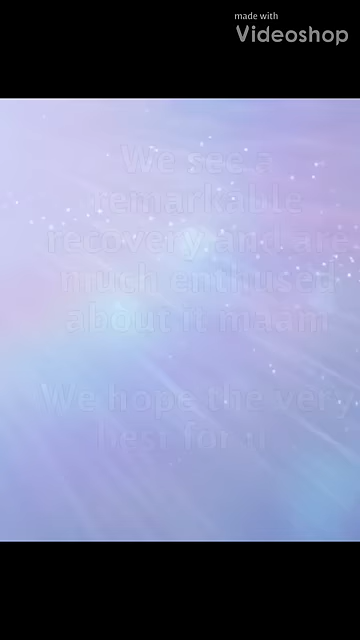 made with
Videoshop
We see a
remarkable
recovery and are
much enthused
about it maam
We hope the very
best for u